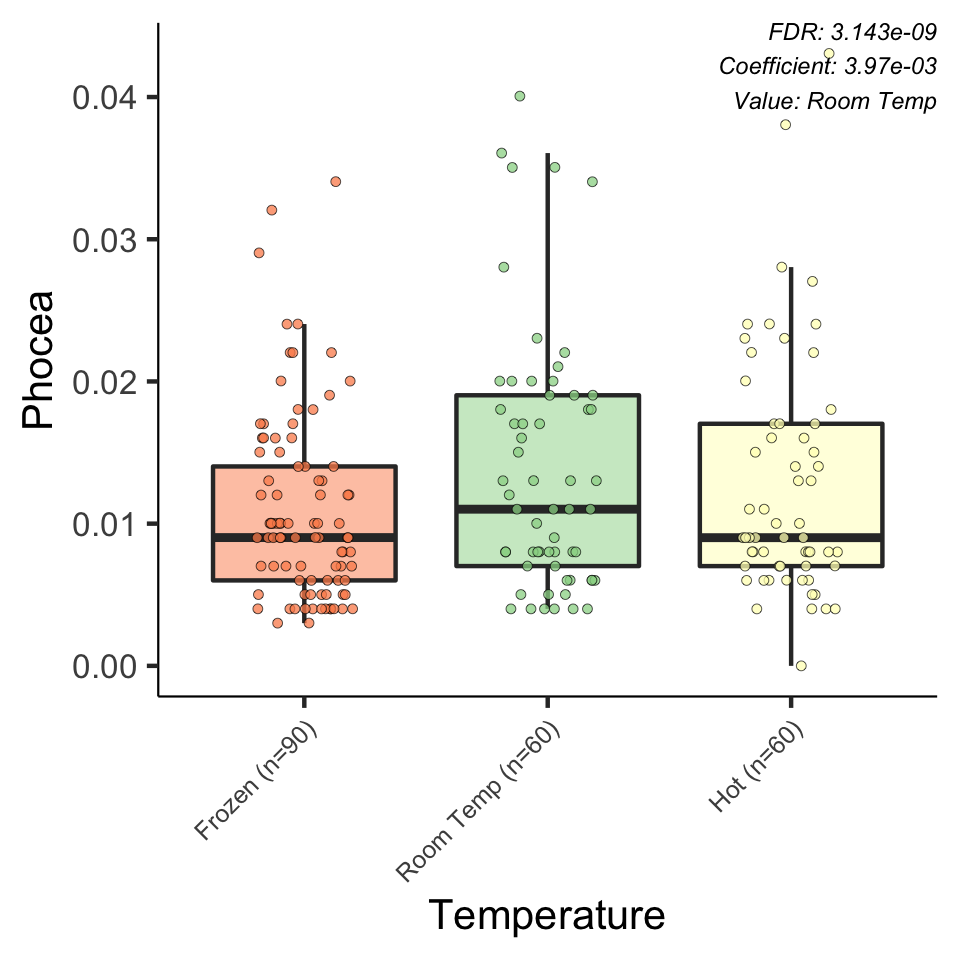 FDR: 3.143e-09
Coefficient: 3.97e-03
Value: Room Temp
0.04
0.03
0.02
0.01
0.00
Phocea
Frozen (n=90)
Room Temp (n=60)
Hot (n=60)
Temperature